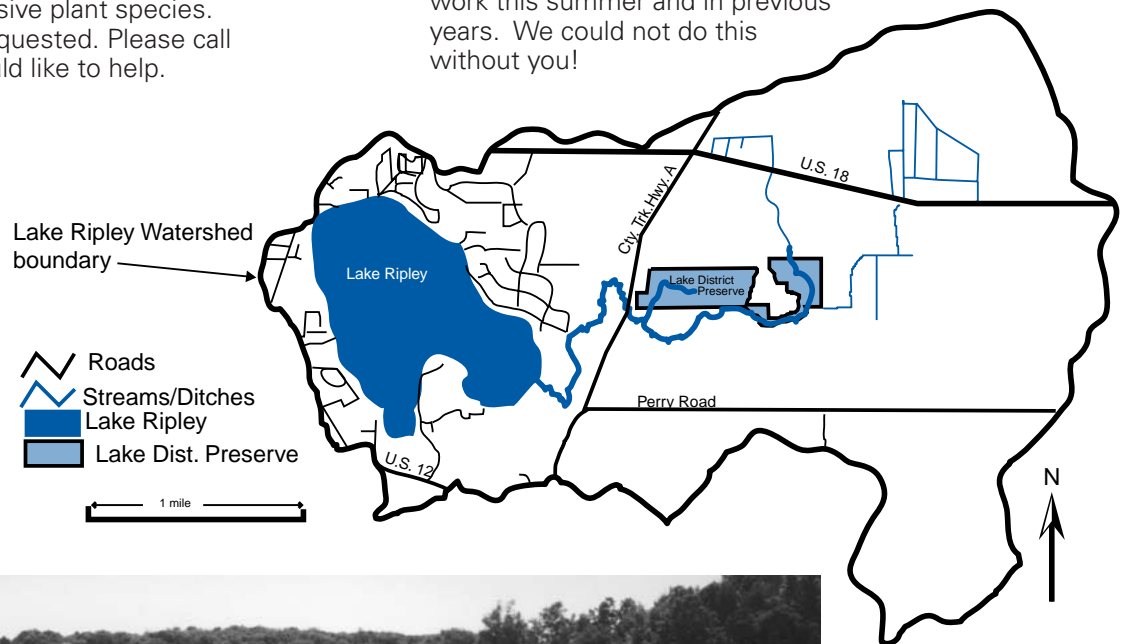 sive plant species.
quested. Please call
ld like to help.
work this summer and in previous
years. We could not do this
without you!
U.S. 18
Cty. Trk.Hwy. A
Lake Ripley Watershed
boundary
Lake Ripley
Lake District
Preserve
Roads
Streams/Ditches
Lake Ripley
Lake Dist. Preserve
Perry Road
U.S. 12
1 mile
N